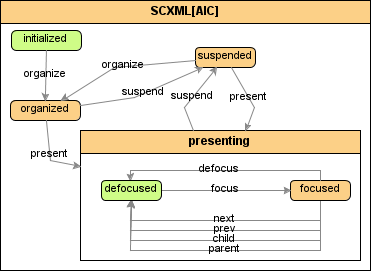 SCXML[AIC]
initialized
organize
organize
suspended
suspend
suspend
present
organized
present
presenting
defocus
defocused
focus
focused
next
prev
child
parent